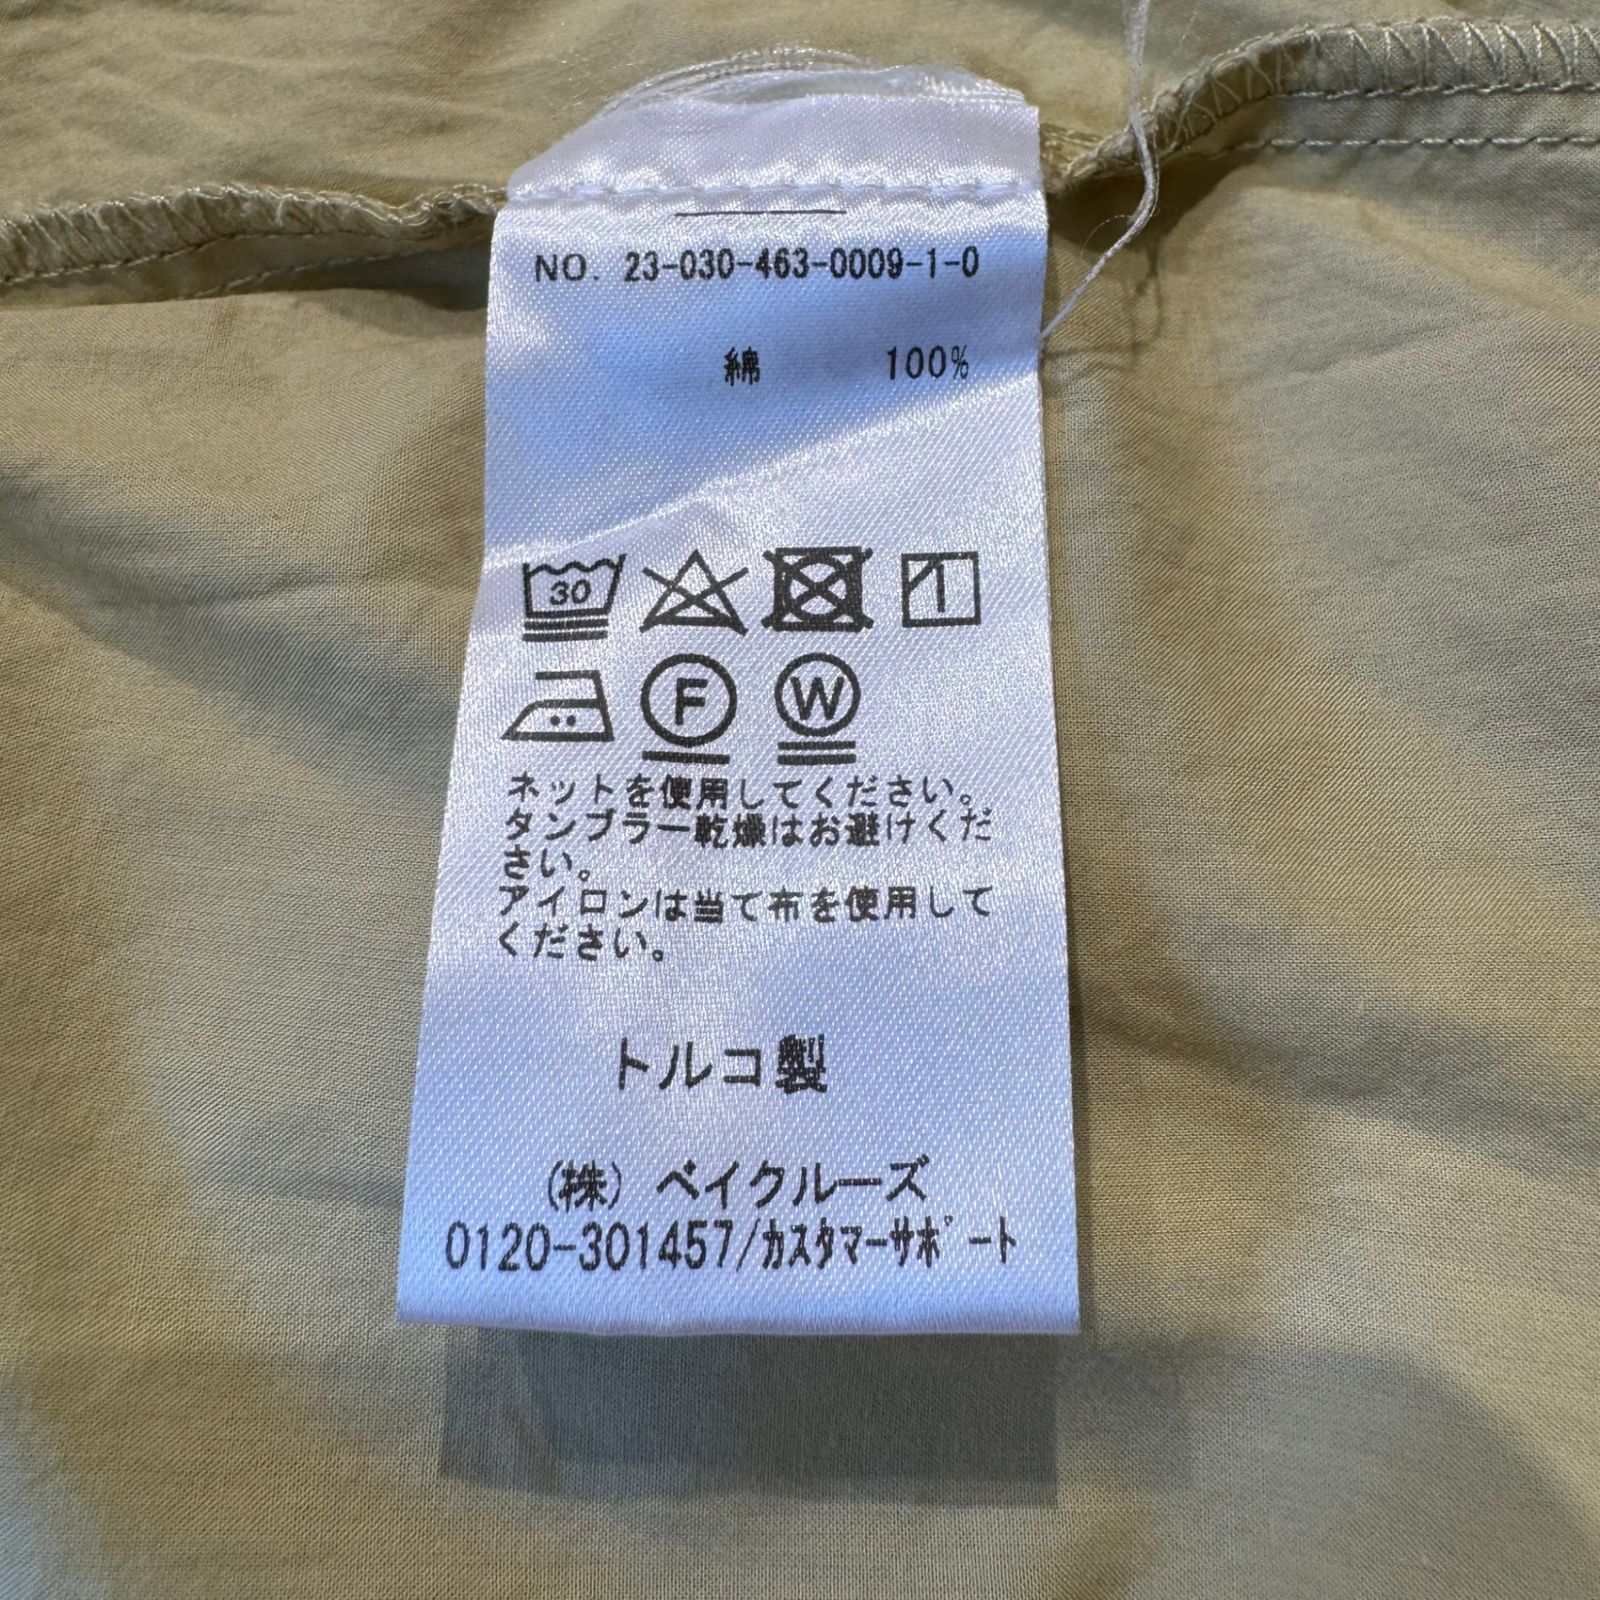 NO. 23-030-463-0009-1-0
綿 100%
30
F
W
ネットを使用してください。
タンブラー乾燥はお避けくだ
さい。
アイロンは当て布を使用して
ください。
トルコ製
(株) ベイクルーズ
0120-301457/カスタマーサポート